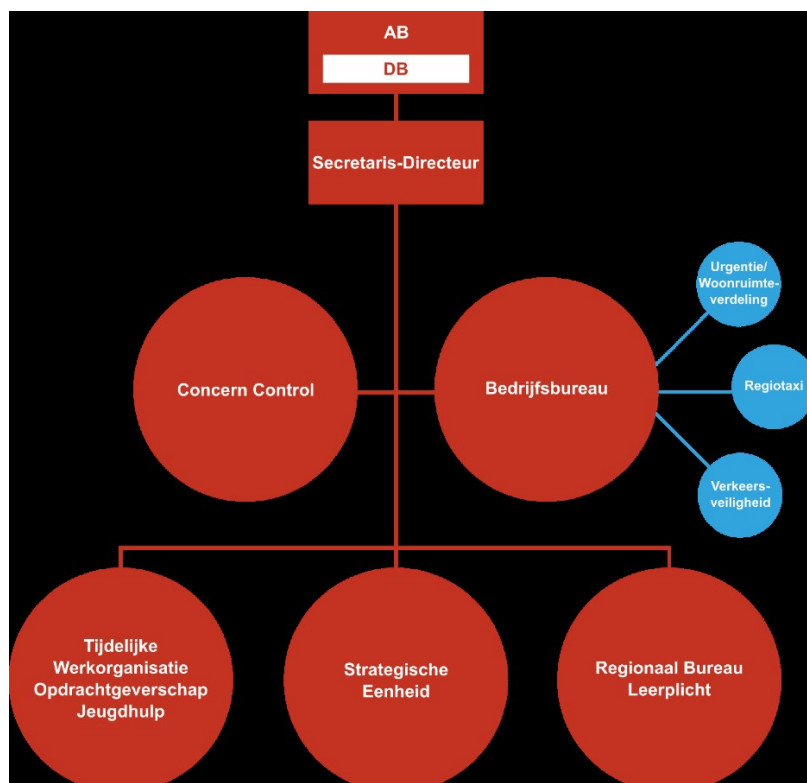 AB
DB
Secretaris-Directeur
Concern Control
Bedrijfsbureau
Urgentie/
Woonruimte-
verdeling
Regiotaxi
Verkeers-
veiligheid
Tijdelijke
Werkorganisatie
Opdrachtgeverschap
Jeugdhulp
Strategische
Eenheid
Regionaal Bureau
Leerplicht